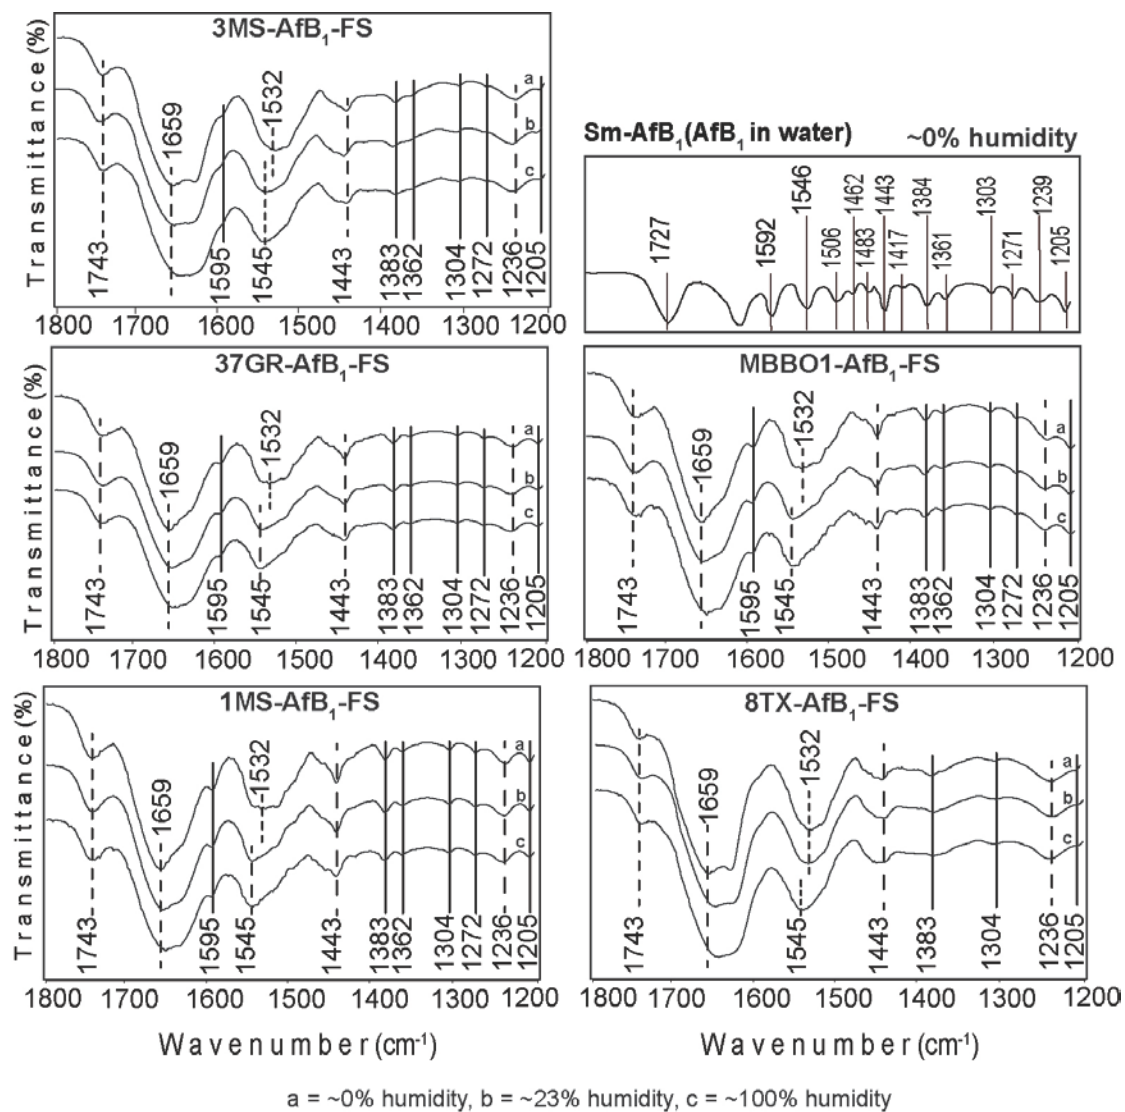 3MS-AfB1-FS
Transmittance (%)
a
b
c
1659
1532
1743
1595
1545
1443
1383
1362
1304
1272
1236
1205
1800 1700 1600 1500 1400 1300 1200
Sm-AfB1(AfB1 in water)
~0% humidity
1727
1592
1546
1506
1462
1483
1443
1417
1384
1361
1303
1271
1239
1205
1800 1700 1600 1500 1400 1300 1200
37GR-AfB1-FS
Transmittance (%)
a
b
c
1659
1532
1743
1595
1545
1443
1383
1362
1304
1272
1236
1205
1800 1700 1600 1500 1400 1300 1200
MBBO1-AfB1-FS
a
b
c
1659
1532
1743
1595
1545
1443
1383
1362
1304
1272
1236
1205
1800 1700 1600 1500 1400 1300 1200
1MS-AfB1-FS
Transmittance (%)
a
b
c
1659
1532
1743
1595
1545
1443
1383
1362
1304
1272
1236
1205
1800 1700 1600 1500 1400 1300 1200
Wavenumber (cm-1)
8TX-AfB1-FS
a
b
c
1659
1532
1743
1545
1443
1383
1304
1236
1205
1800 1700 1600 1500 1400 1300 1200
Wavenumber (cm-1)
a = ~0% humidity, b = ~23% humidity, c = ~100% humidity